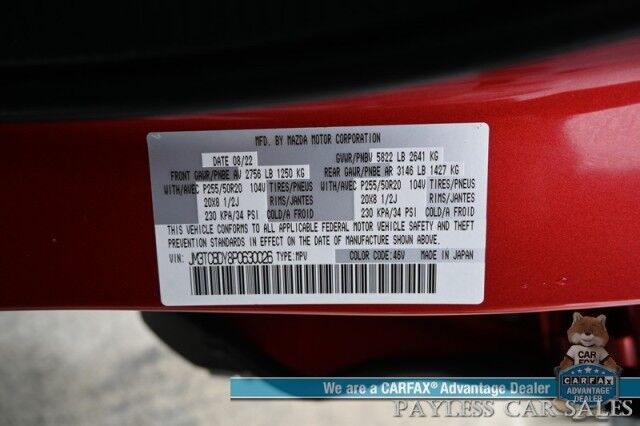 MFD. BY MAZDA MOTOR CORPORATION
DATE 08/22 GVWR/PNBV 5822 LB 2641 KG
FRONT GAWR/PNBE AV 2756 LB 1250 KG REAR GAWR/PNBE AR 3146 LB 1427 KG
WITH/AVEC P255/50R20 104V TIRES/PNEUS WITH/AVEC P255/50R20 104V TIRES/PNEUS
20X8 1/2J RIMS/JANTES 20X8 1/2J RIMS/JANTES
230 KPA/34 PSI COLD/A FROID 230 KPA/34 PSI COLD/A FROID
THIS VEHICLE CONFORMS TO ALL APPLICABLE FEDERAL MOTOR VEHICLE SAFETY AND THEFT
PREVENTION STANDARDS IN EFFECT ON THE DATE OF MANUFACTURE SHOWN ABOVE.
VIN: JM3TCBDY8P0630026 TYPE:MPV COLOR CODE:46V MADE IN JAPAN
CAR
FOX
CARFAX
ADVANTAGE
DEALER
We are a CARFAX® Advantage Dealer
PAYLESS CAR SALES